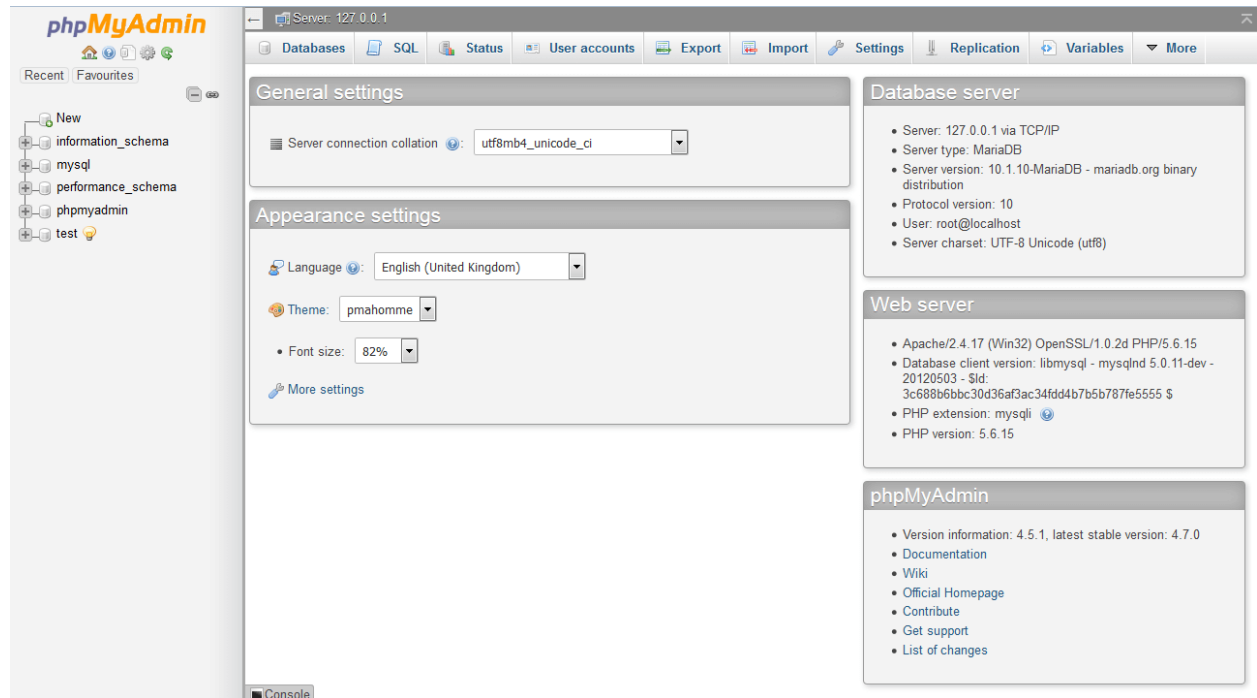 phpMyAdmin
Recent Favourites
New
information_schema
mysql
performance_schema
phpmyadmin
test
Server: 127.0.0.1
Databases SQL Status User accounts Export Import Settings Replication Variables More
General settings
Server connection collation : utf8mb4_unicode_ci
Appearance settings
Language : English (United Kingdom)
Theme: pmahomme
• Font size: 82%
More settings
Database server
• Server: 127.0.0.1 via TCP/IP
• Server type: MariaDB
• Server version: 10.1.10-MariaDB - mariadb.org binary
distribution
• Protocol version: 10
• User: root@localhost
• Server charset: UTF-8 Unicode (utf8)
Web server
• Apache/2.4.17 (Win32) OpenSSL/1.0.2d PHP/5.6.15
• Database client version: libmysql - mysqlnd 5.0.11-dev -
20120503 - $Id:
3c688b6bbc30d36af3ac34fdd4b7b5b787fe5555 $
• PHP extension: mysqli
• PHP version: 5.6.15
phpMyAdmin
• Version information: 4.5.1, latest stable version: 4.7.0
• Documentation
• Wiki
• Official Homepage
• Contribute
• Get support
• List of changes
Console